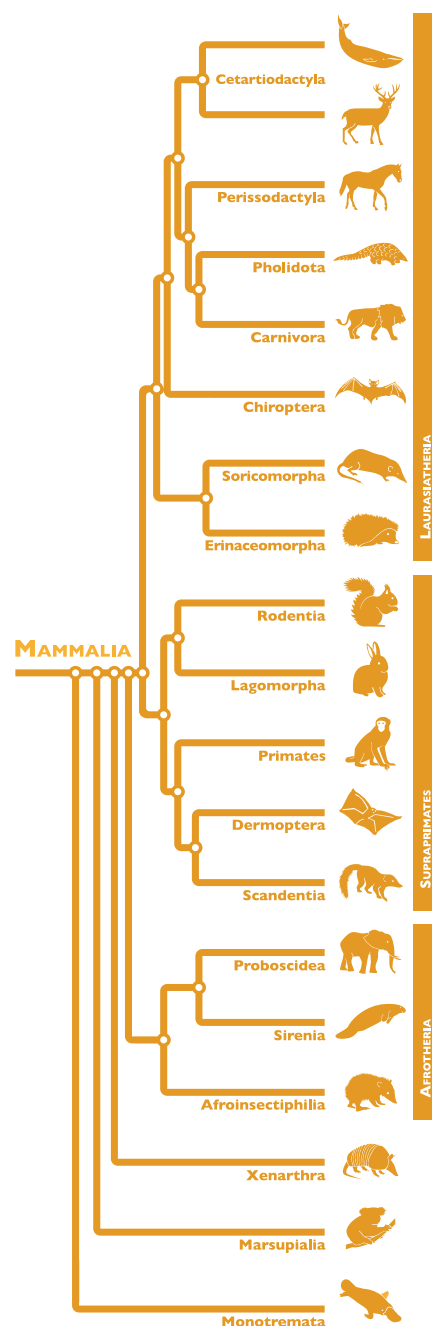 Cetartiodactyla
Perissodactyla
Pholidota
Carnivora
Chiroptera
Soricomorpha
Erinaceomorpha
LAURASIATHERIA
Rodentia
MAMMALIA
Lagomorpha
Primates
Dermoptera
Scandentia
SUPRAPRIMATES
Proboscidea
Sirenia
Afroinsectiphilia
AFROTHERIA
Xenarthra
Marsupialia
Monotremata